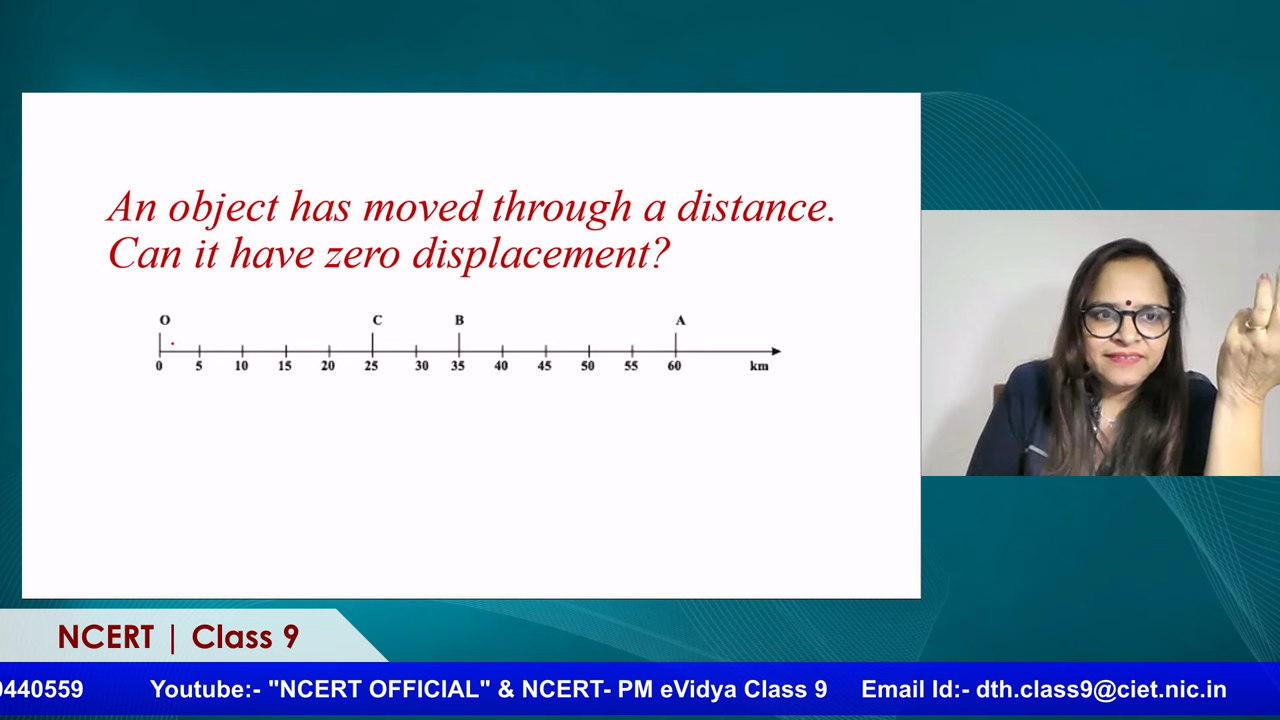 An object has moved through a distance.
Can it have zero displacement?
O C B A
0 5 10 15 20 25 30 35 40 45 50 55 60 km
NCERT | Class 9
0440559 Youtube:- "NCERT OFFICIAL" & NCERT- PM eVidya Class 9 Email Id:- dth.class9@ciet.nic.in